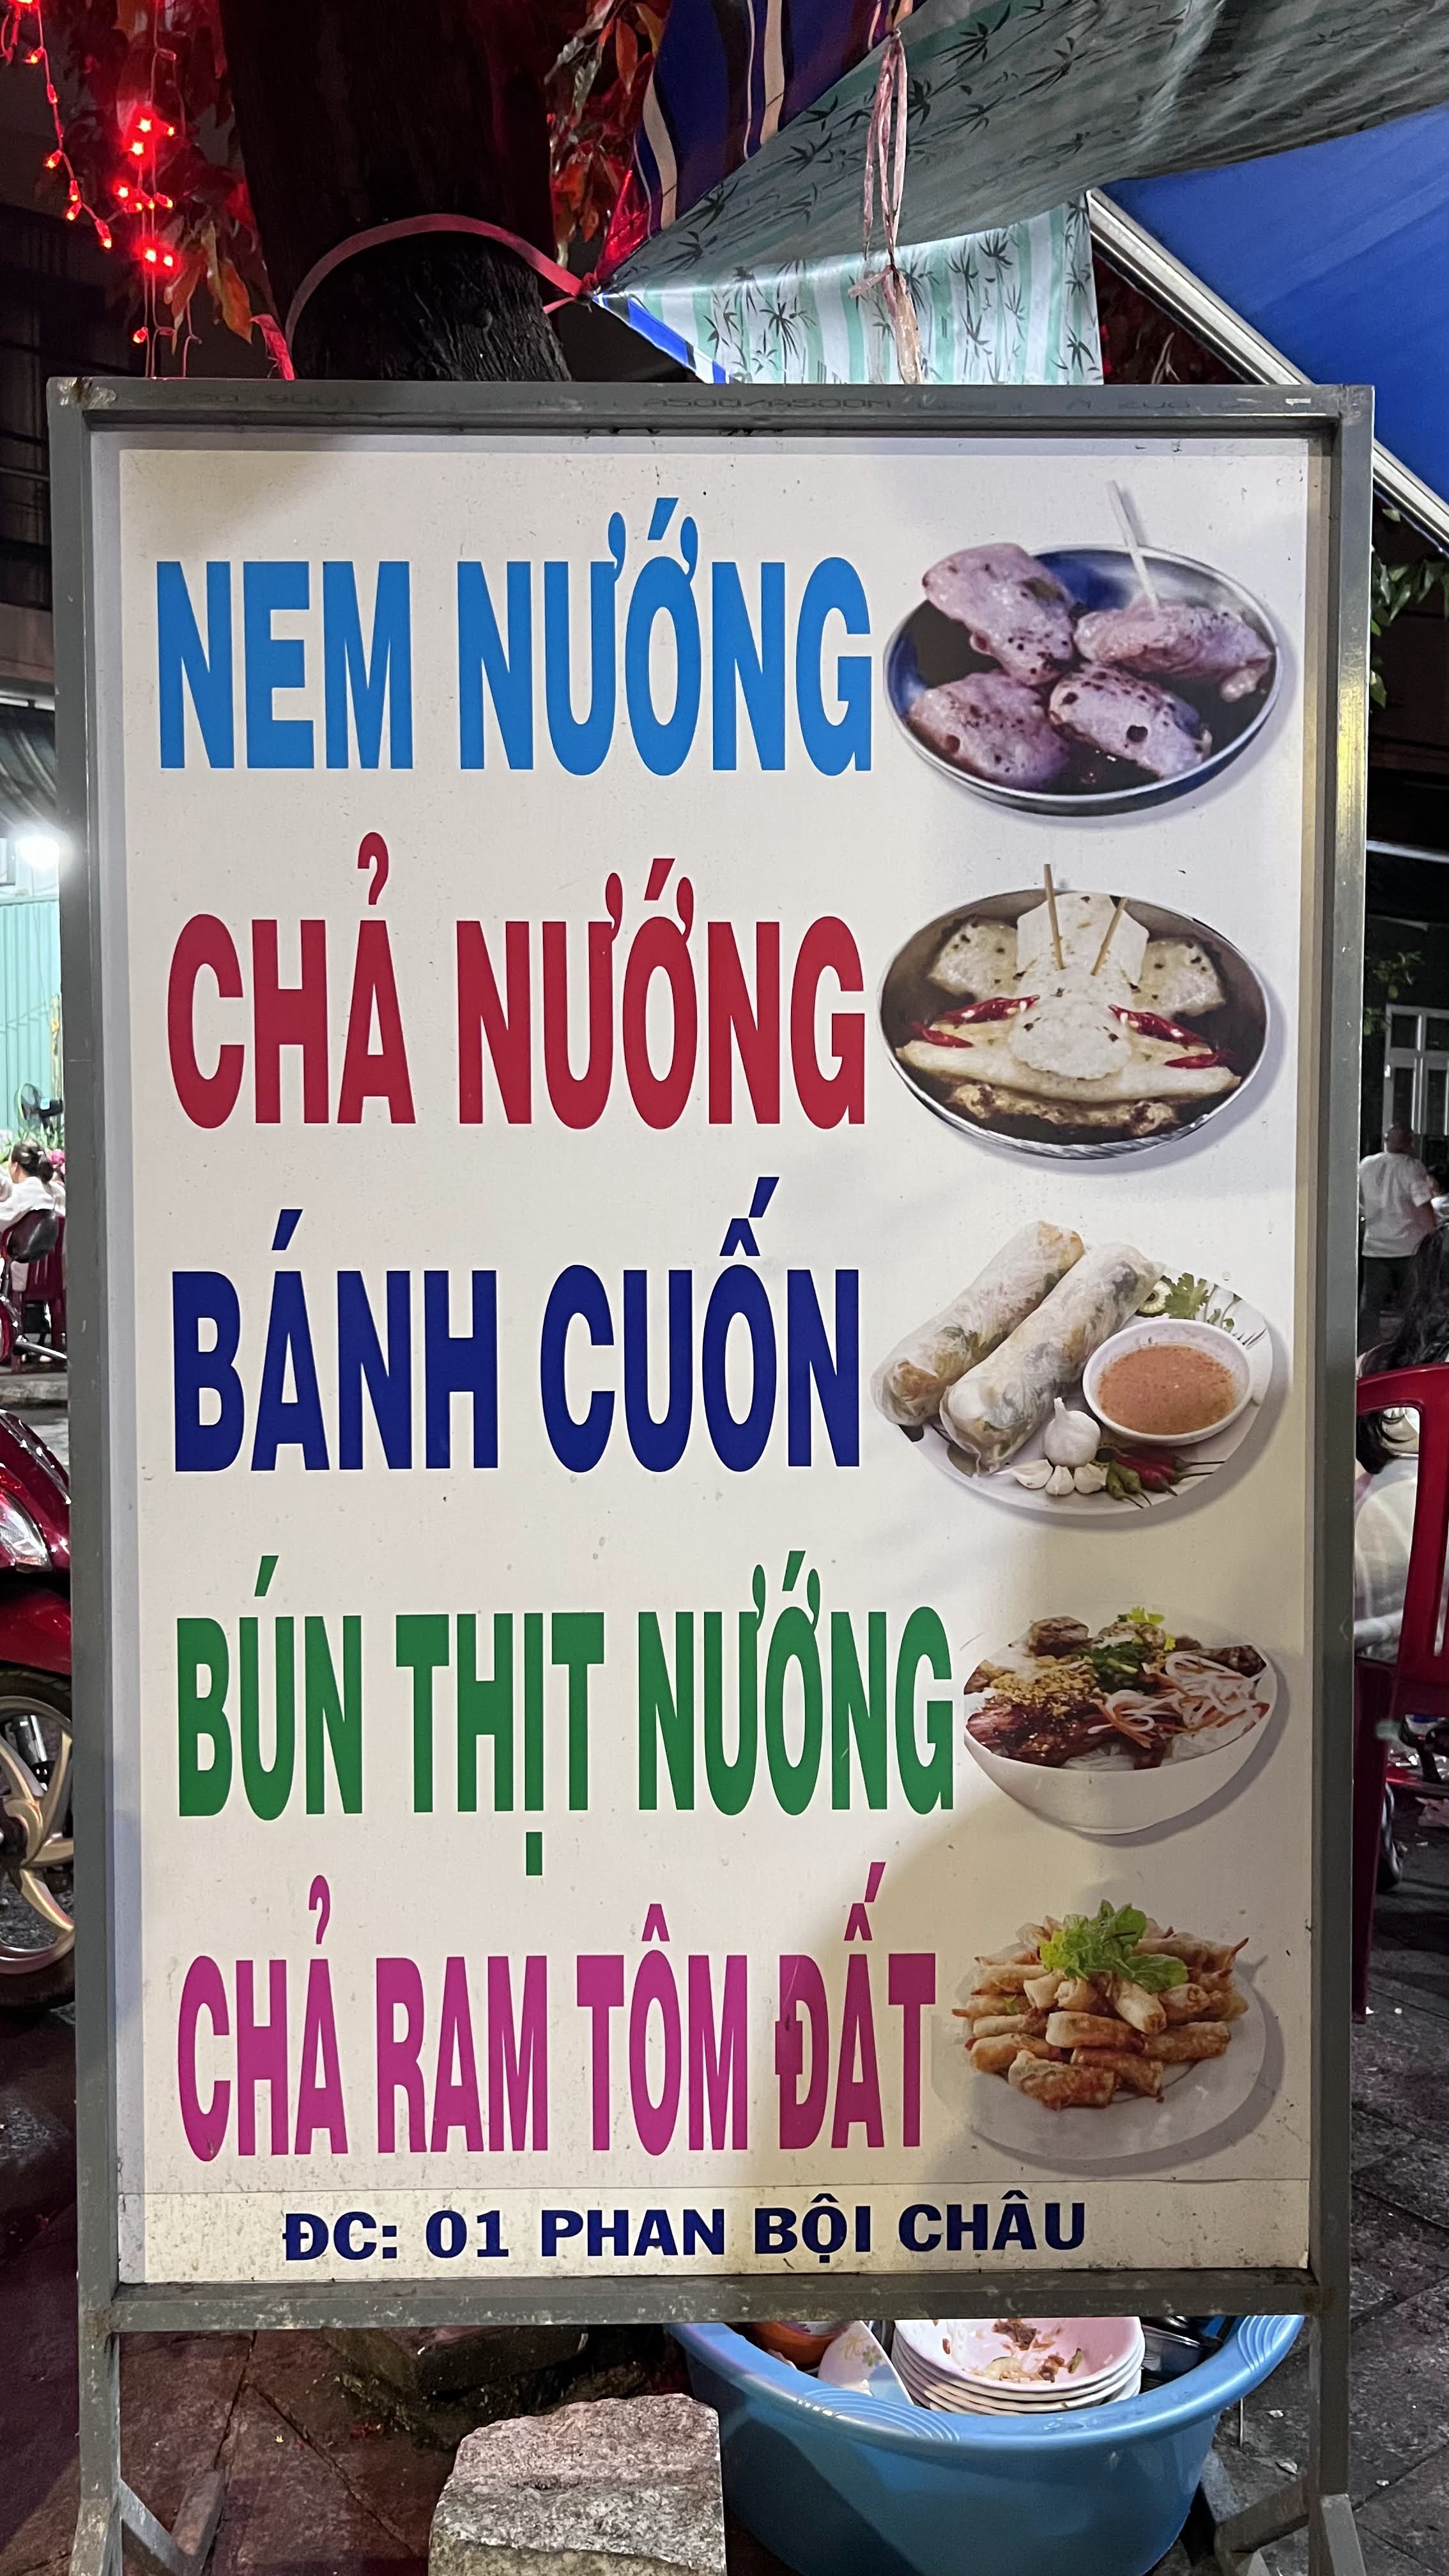 NEM NƯỚNG
CHẢ NƯỚNG
BÁNH CUỐN
BÚN THỊT NƯỚNG
CHẢ RAM TÔM ĐẤT
ĐC: 01 PHAN BỘI CHÂU